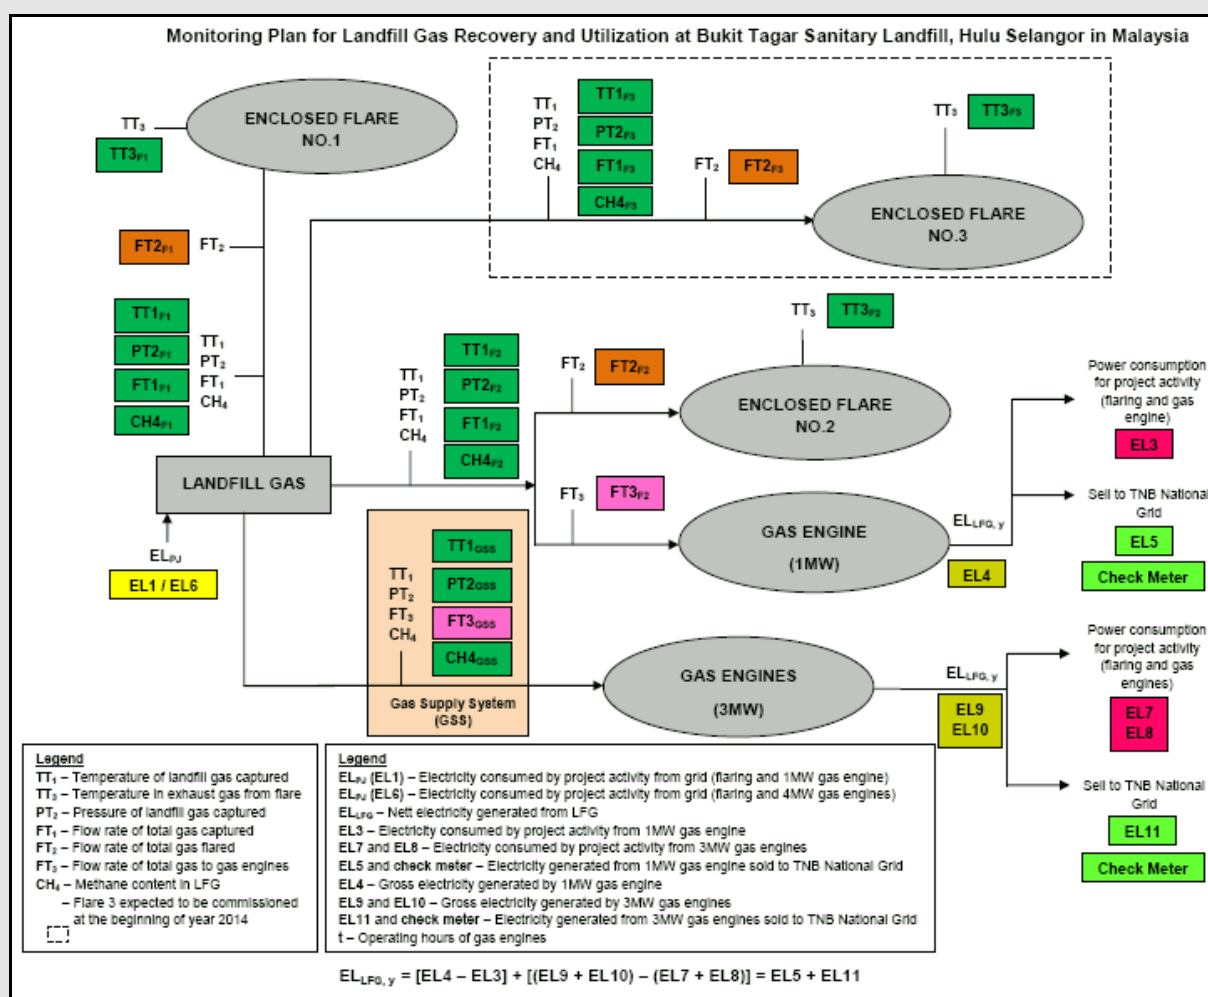 Monitoring Plan for Landfill Gas Recovery and Utilization at Bukit Tagar Sanitary Landfill, Hulu Selangor in Malaysia
ENCLOSED FLARE
NO.1
TT₃
TT3F1
FT2F1
FT₂
TT1F1
PT2F1
FT1F1
CH4F1
TT₁
PT₂
FT₁
CH₄
TT₁
PT₂
FT₁
CH₄
TT1F3
PT2F3
FT1F3
CH4F3
FT₂
FT2F3
TT₃
TT3F3
ENCLOSED FLARE
NO.3
TT₁
PT₂
FT₁
CH₄
TT1F2
PT2F2
FT1F2
CH4F2
FT₂
FT2F2
TT₃
TT3F2
ENCLOSED FLARE
NO.2
FT₃
FT3F2
GAS ENGINE
(1MW)
ELLFG, y
EL4
Power consumption
for project activity
(flaring and gas
engine)
EL3
Sell to TNB National
Grid
EL5
Check Meter
LANDFILL GAS
ELPJ
EL1 / EL6
TT₁
PT₂
FT₃
CH₄
TT1GSS
PT2GSS
FT3GSS
CH4GSS
Gas Supply System
(GSS)
GAS ENGINES
(3MW)
ELLFG, y
EL9
EL10
Power consumption
for project activity
(flaring and gas
engines)
EL7
EL8
Sell to TNB National
Grid
EL11
Check Meter
Legend
TT₁ – Temperature of landfill gas captured
TT₃ – Temperature in exhaust gas from flare
PT₂ – Pressure of landfill gas captured
FT₁ – Flow rate of total gas captured
FT₂ – Flow rate of total gas flared
FT₃ – Flow rate of total gas to gas engines
CH₄ – Methane content in LFG
– Flare 3 expected to be commissioned
at the beginning of year 2014
Legend
ELPJ (EL1) – Electricity consumed by project activity from grid (flaring and 1MW gas engine)
ELPJ (EL6) – Electricity consumed by project activity from grid (flaring and 4MW gas engines)
ELLFG – Nett electricity generated from LFG
EL3 – Electricity consumed by project activity from 1MW gas engine
EL7 and EL8 – Electricity consumed by project activity from 3MW gas engines
EL5 and check meter – Electricity generated from 1MW gas engine sold to TNB National Grid
EL4 – Gross electricity generated by 1MW gas engine
EL9 and EL10 – Gross electricity generated by 3MW gas engines
EL11 and check meter – Electricity generated from 3MW gas engines sold to TNB National Grid
t – Operating hours of gas engines
ELLFG, y = [EL4 – EL3] + [(EL9 + EL10) – (EL7 + EL8)] = EL5 + EL11